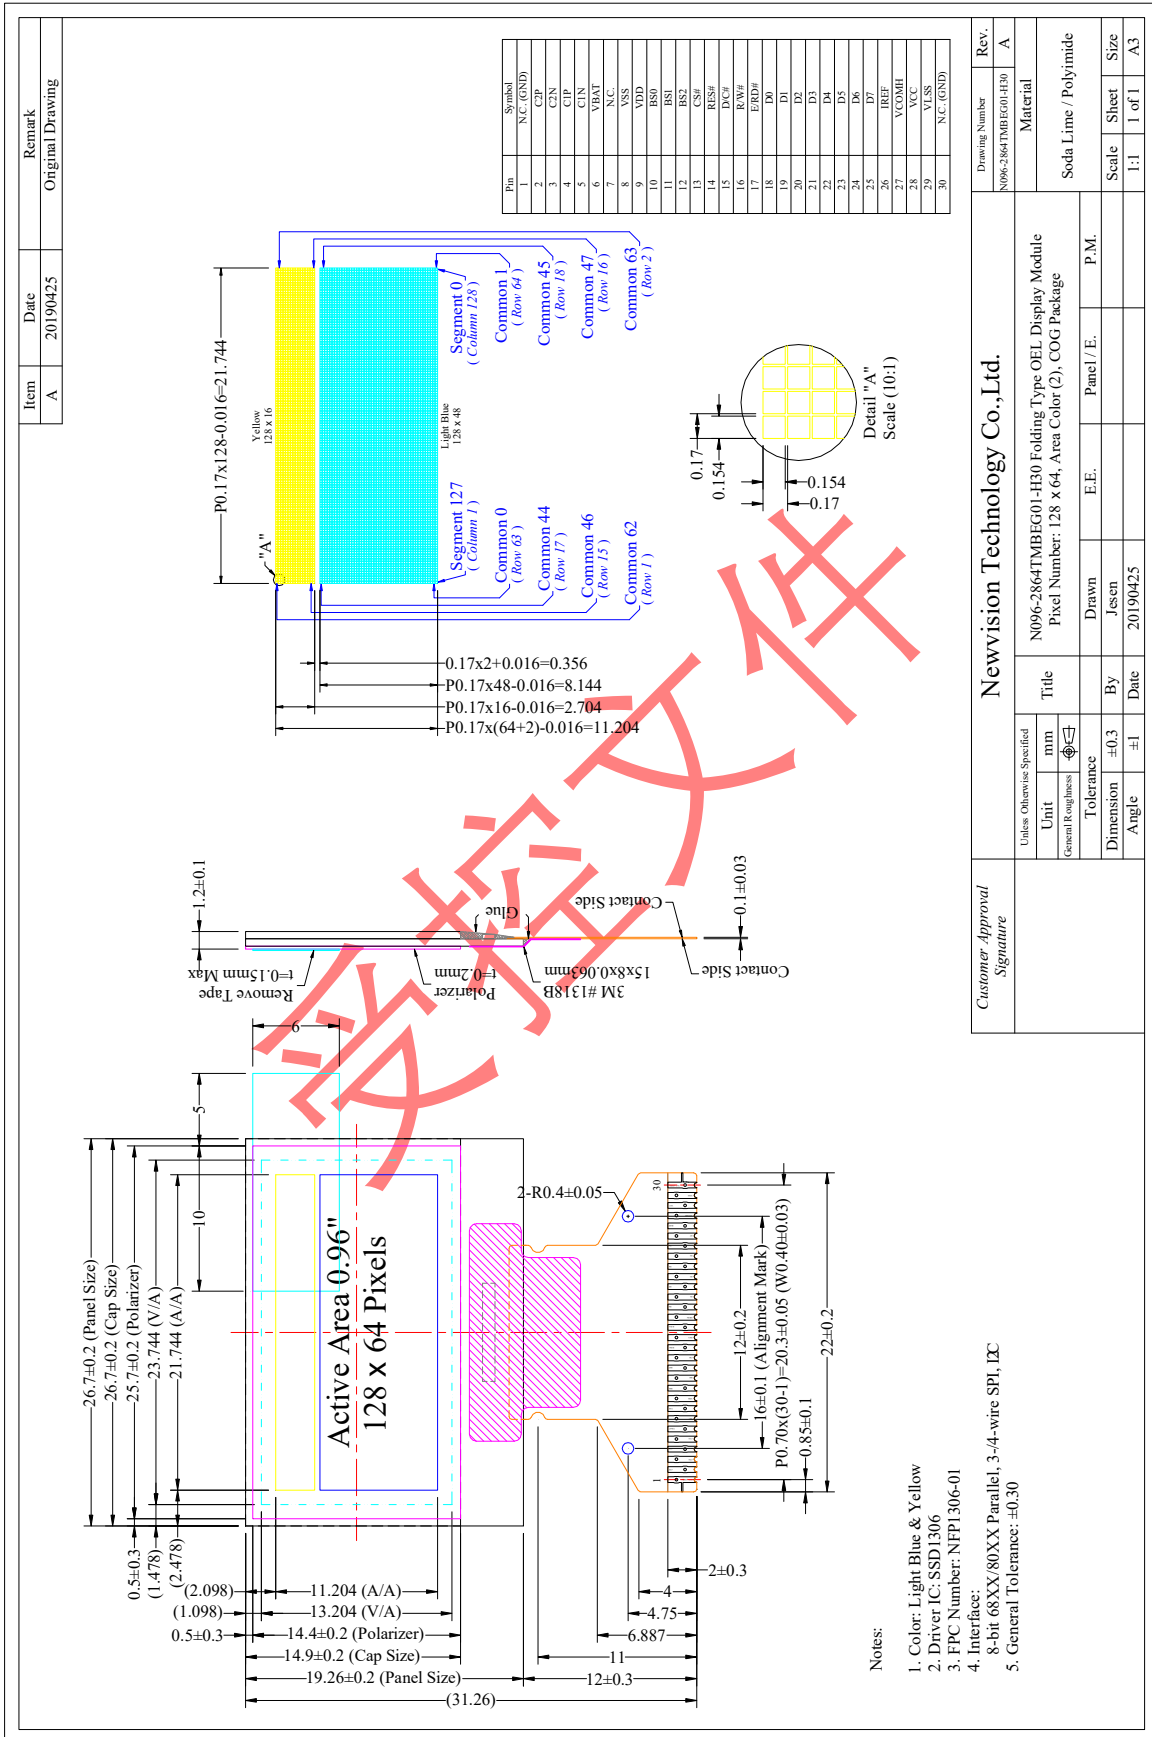 Item Date Remark
A 20190425 Original Drawing
26.7±0.2 (Panel Size)
26.7±0.2 (Cap Size)
25.7±0.2 (Polarizer)
23.744 (V/A)
21.744 (A/A)
0.5±0.3
(1.478)
(2.478)
10
5
9
(2.098)
(1.098)
0.5±0.3
11.204 (A/A)
13.204 (V/A)
14.4±0.2 (Polarizer)
14.9±0.2 (Cap Size)
19.26±0.2 (Panel Size)
(31.26)
12±0.3
11
6.887
4.75
4
2±0.3
Active Area 0.96"
128 x 64 Pixels
2-R0.4±0.05
1
30
12±0.2
16±0.1 (Alignment Mark)
P0.70x(30-1)=20.3±0.05 (W0.40±0.03)
0.85±0.1
22±0.2
1.2±0.1
Remove Tape
t=0.15mm Max
Polarizer
t=0.2mm
3M #1318B
15x8x0.063mm
Glue
Contact Side
Contact Side
0.1±0.03
P0.17x128-0.016=21.744
"A"
Yellow
128 x 16
Light Blue
128 x 48
0.17x2+0.016=0.356
P0.17x48-0.016=8.144
P0.17x16-0.016=2.704
P0.17x(64+2)-0.016=11.204
Segment 127
( Column 1 )
Common 0
( Row 63 )
Common 44
( Row 17 )
Common 46
( Row 15 )
Common 62
( Row 1 )
Segment 0
( Column 128 )
Common 1
( Row 64 )
Common 45
( Row 18 )
Common 47
( Row 16 )
Common 63
( Row 2 )
0.17
0.154
0.154
0.17
Detail "A"
Scale (10:1)
Pin Symbol
1 N.C. (GND)
2 C2P
3 C2N
4 C1P
5 C1N
6 VBAT
7 N.C.
8 VSS
9 VDD
10 BS0
11 BS1
12 BS2
13 CS#
14 RES#
15 D/C#
16 R/W#
17 E/RD#
18 D0
19 D1
20 D2
21 D3
22 D4
23 D5
24 D6
25 D7
26 IREF
27 VCOMH
28 VCC
29 VLSS
30 N.C. (GND)
受控文件
Notes:
1. Color: Light Blue & Yellow
2. Driver IC: SSD1306
3. FPC Number: NFP1306-01
4. Interface:
8-bit 68XX/80XX Parallel, 3-/4-wire SPI, I2C
5. General Tolerance: ±0.30
Customer Approval
Signature
Newvision Technology Co.,Ltd.
Drawing Number Rev.
N096-2864TMBEG01-H30 A
Unless Otherwise Specified
Unit mm
General Roughness
Tolerance
Dimension ±0.3
Angle ±1
Title
N096-2864TMBEG01-H30 Folding Type OEL Display Module
Pixel Number: 128 x 64, Area Color (2), COG Package
Material
Soda Lime / Polyimide
Drawn E.E. Panel / E. P.M.
By Jesen
Date 20190425
Scale Sheet Size
1:1 1 of 1 A3